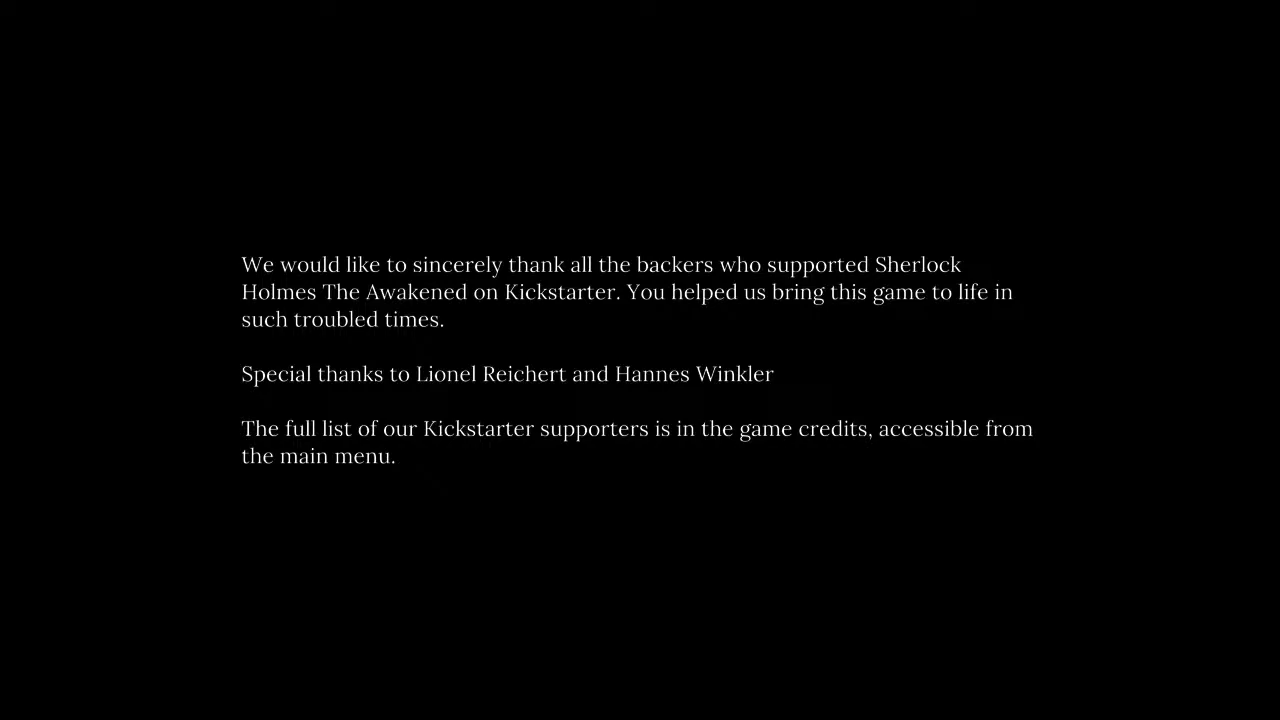 We would like to sincerely thank all the backers who supported Sherlock
Holmes The Awakened on Kickstarter. You helped us bring this game to life in
such troubled times.
Special thanks to Lionel Reichert and Hannes Winkler
The full list of our Kickstarter supporters is in the game credits, accessible from
the main menu.